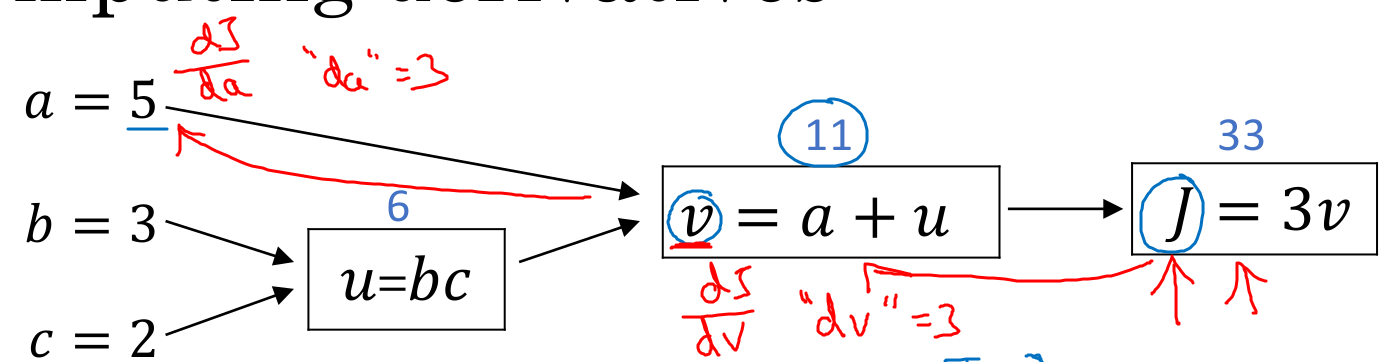 dJ/da "da" = 3
a = 5
11
33
b = 3
6
v = a + u
J = 3v
u=bc
dJ/dv "dv" = 3
c = 2